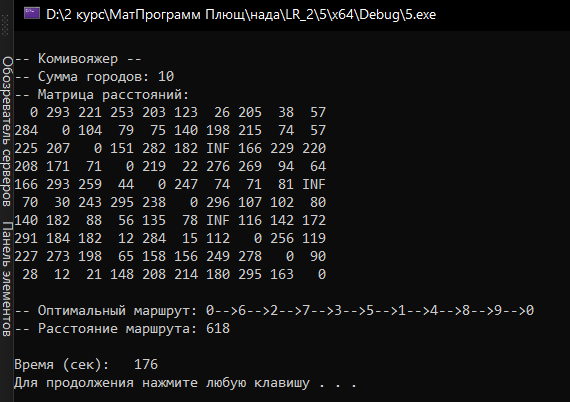 D:\2 курс\МатПрограмм Плющ\нада\LR_2\5\x64\Debug\5.exe
Обозреватель серверов
Панель элементов
-- Комивояжер --
-- Сумма городов: 10
-- Матрица расстояний:
0 293 221 253 203 123 26 205 38 57
284 0 104 79 75 140 198 215 74 57
225 207 0 151 282 182 INF 166 229 220
208 171 71 0 219 22 276 269 94 64
166 293 259 44 0 247 74 71 81 INF
70 30 243 295 238 0 296 107 102 80
140 182 88 56 135 78 INF 116 142 172
291 184 182 12 284 15 112 0 256 119
227 273 198 65 158 156 249 278 0 90
28 12 21 148 208 214 180 295 163 0
-- Оптимальный маршрут: 0-->6-->2-->7-->3-->5-->1-->4-->8-->9-->0
-- Расстояние маршрута: 618
Время (сек): 176
Для продолжения нажмите любую клавишу . . .